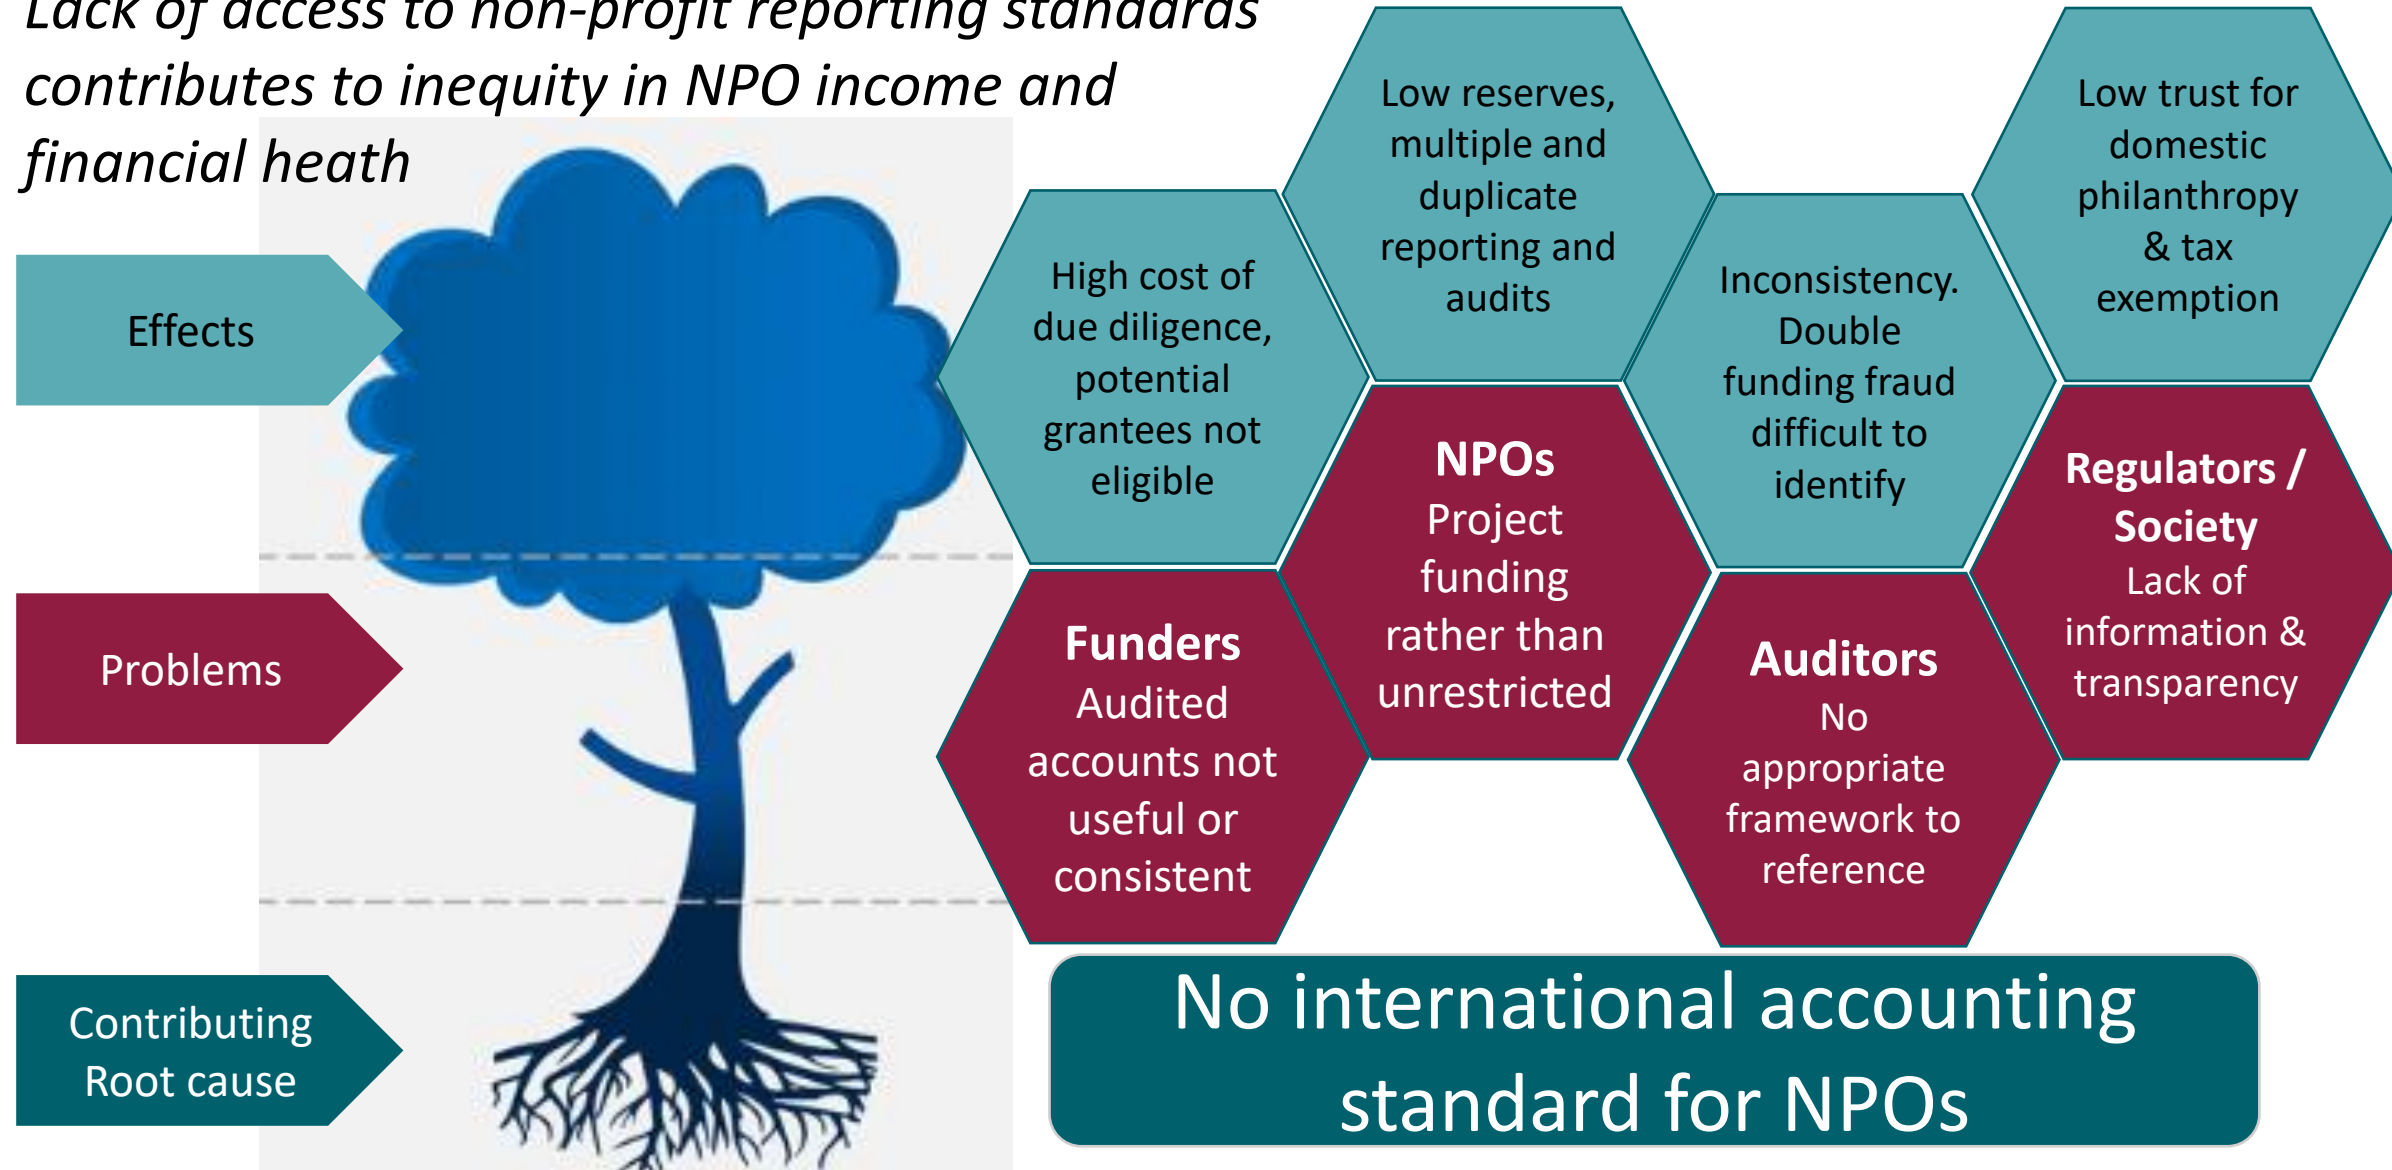 Lack of access to non-profit reporting standards
contributes to inequity in NPO income and
financial heath
Effects
Problems
Contributing
Root cause
High cost of
due diligence,
potential
grantees not
eligible
Low reserves,
multiple and
duplicate
reporting and
audits
Inconsistency.
Double
funding fraud
difficult to
identify
Low trust for
domestic
philanthropy
& tax
exemption
Funders
Audited
accounts not
useful or
consistent
NPOs
Project
funding
rather than
unrestricted
Auditors
No
appropriate
framework to
reference
Regulators /
Society
Lack of
information &
transparency
No international accounting
standard for NPOs